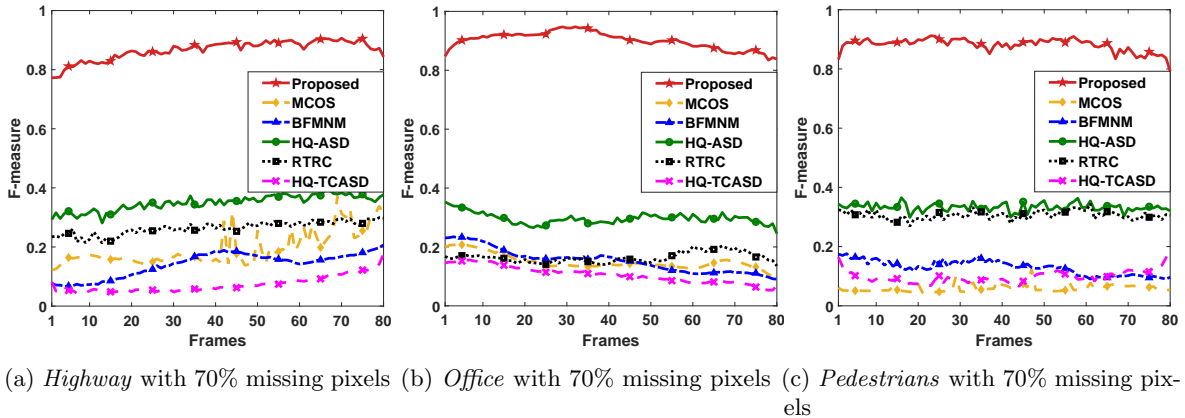 F-measure
1
0.8
0.6
0.4
0.2
0
Proposed
MCOS
BFMNM
HQ-ASD
RTRC
HQ-TCASD
1 10 20 30 40 50 60 70 80
Frames
(a) Highway with 70% missing pixels
F-measure
1
0.8
0.6
0.4
0.2
0
Proposed
MCOS
BFMNM
HQ-ASD
RTRC
HQ-TCASD
1 10 20 30 40 50 60 70 80
Frames
(b) Office with 70% missing pixels
F-measure
1
0.8
0.6
0.4
0.2
0
Proposed
MCOS
BFMNM
HQ-ASD
RTRC
HQ-TCASD
1 10 20 30 40 50 60 70 80
Frames
(c) Pedestrians with 70% missing pix-
els